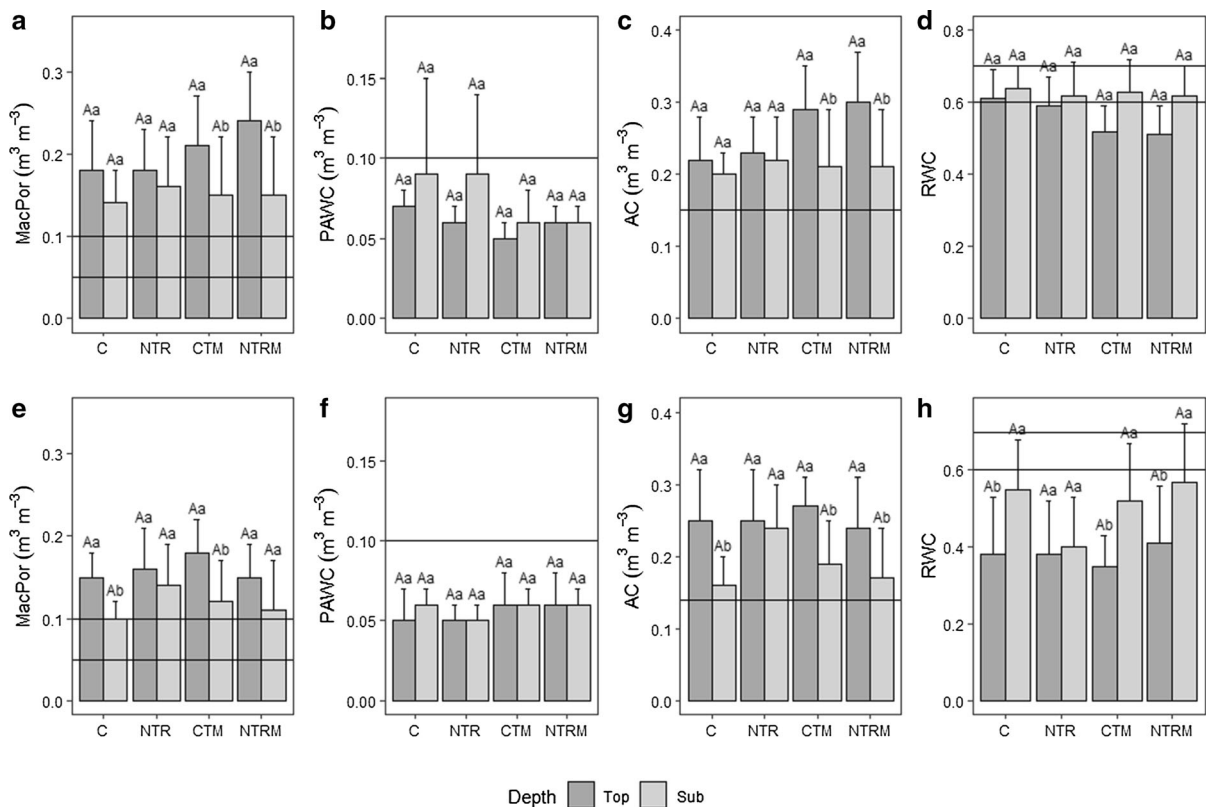 a
MacPor (m³ m⁻³)
0.3
0.2
0.1
0.0
Aa Aa Aa Aa Aa Ab Aa Ab
C NTR CTM NTRM
b
PAWC (m³ m⁻³)
0.15
0.10
0.05
0.00
Aa Aa Aa Aa Aa Aa Aa Aa
C NTR CTM NTRM
c
AC (m³ m⁻³)
0.4
0.3
0.2
0.1
0.0
Aa Aa Aa Aa Aa Ab Aa Ab
C NTR CTM NTRM
d
RWC
0.8
0.6
0.4
0.2
0.0
Aa Aa Aa Aa Aa Aa Aa Aa
C NTR CTM NTRM
e
MacPor (m³ m⁻³)
0.3
0.2
0.1
0.0
Aa Ab Aa Aa Aa Ab Aa Aa
C NTR CTM NTRM
f
PAWC (m³ m⁻³)
0.15
0.10
0.05
0.00
Aa Aa Aa Aa Aa Aa Aa Aa
C NTR CTM NTRM
g
AC (m³ m⁻³)
0.4
0.3
0.2
0.1
0.0
Aa Ab Aa Aa Aa Ab Aa Ab
C NTR CTM NTRM
h
RWC
0.6
0.4
0.2
0.0
Ab Aa Aa Aa Ab Aa Ab Aa
C NTR CTM NTRM
Depth Top Sub